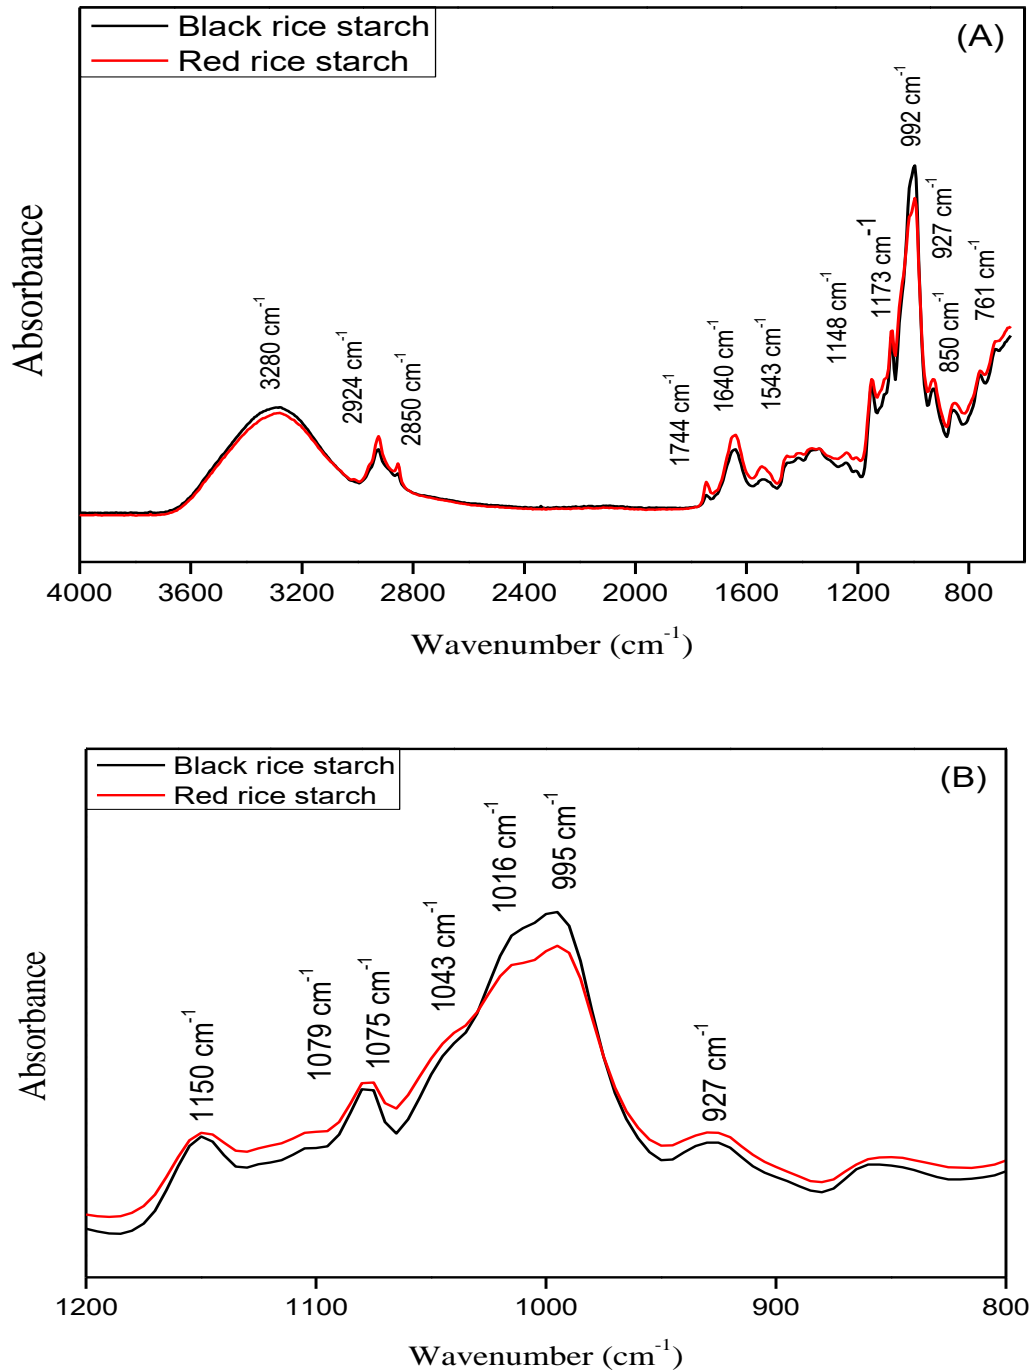 Black rice starch
Red rice starch
(A)
Absorbance
3280 cm⁻¹
2924 cm⁻¹
2850 cm⁻¹
1744 cm⁻¹
1640 cm⁻¹
1543 cm⁻¹
1148 cm⁻¹
1173 cm⁻¹
992 cm⁻¹
927 cm⁻¹
850 cm⁻¹
761 cm⁻¹
4000 3600 3200 2800 2400 2000 1600 1200 800
Wavenumber (cm⁻¹)
Black rice starch
Red rice starch
(B)
Absorbance
1150 cm⁻¹
1079 cm⁻¹
1075 cm⁻¹
1043 cm⁻¹
1016 cm⁻¹
995 cm⁻¹
927 cm⁻¹
1200 1100 1000 900 800
Wavenumber (cm⁻¹)